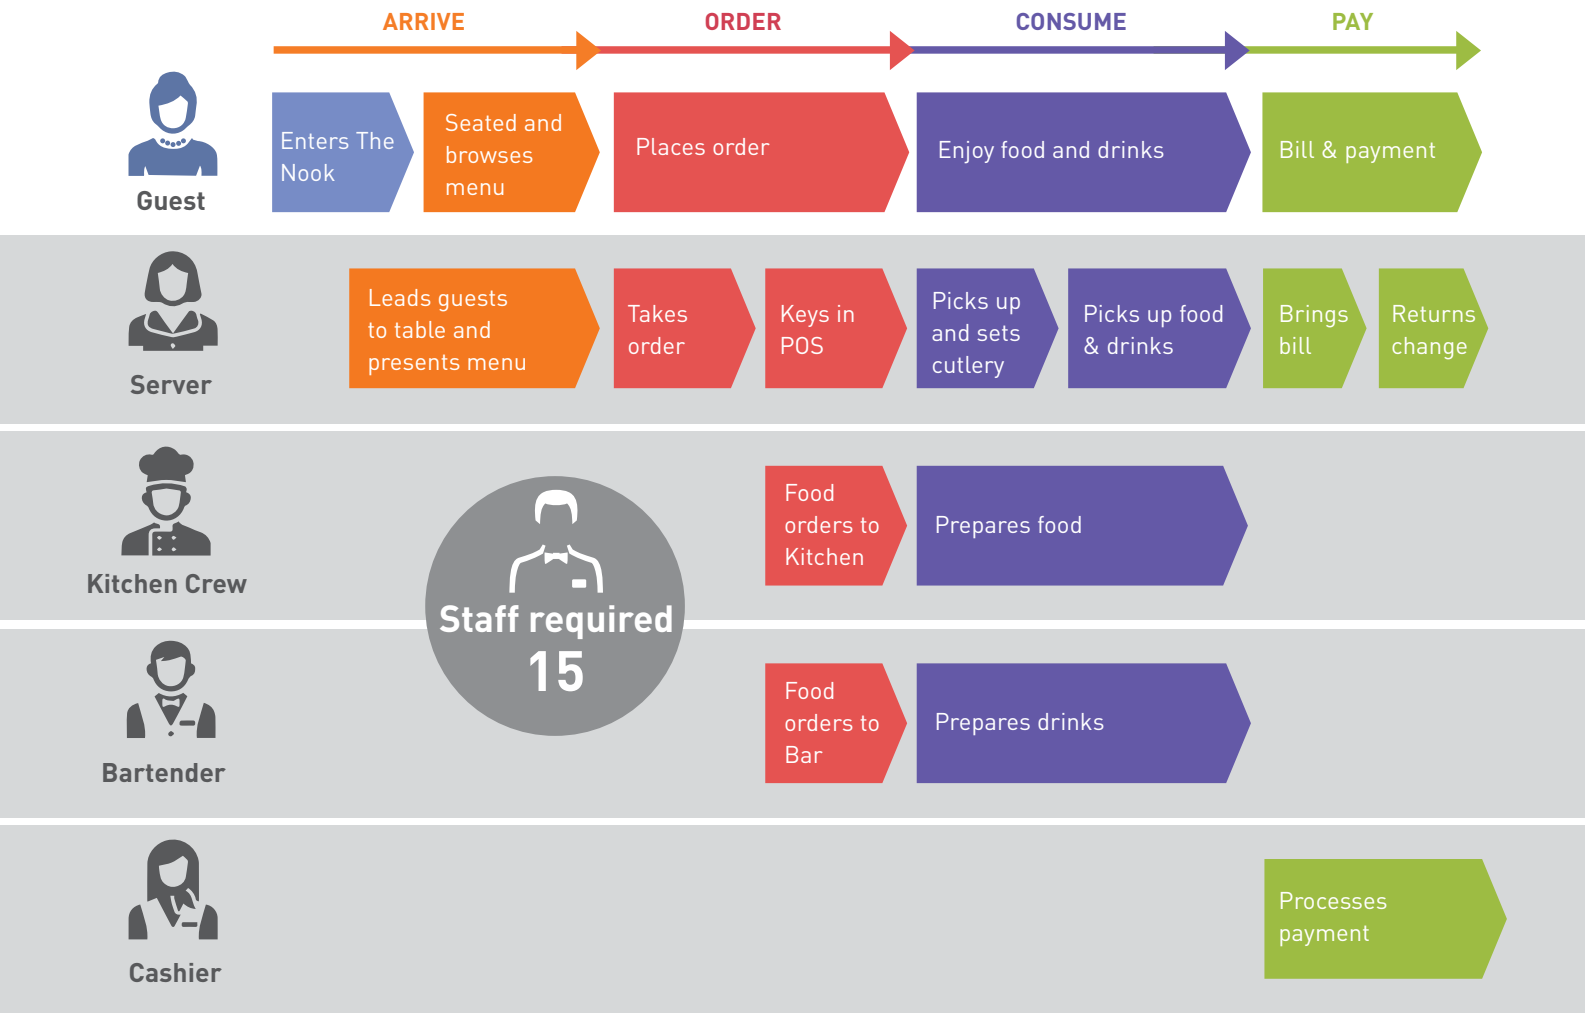 ARRIVE
ORDER
CONSUME
PAY
Guest
Enters The
Nook
Seated and
browses
menu
Places order
Enjoy food and drinks
Bill & payment
Server
Leads guests
to table and
presents menu
Takes
order
Keys in
POS
Picks up
and sets
cutlery
Picks up food
& drinks
Brings
bill
Returns
change
Kitchen Crew
Food
orders to
Kitchen
Prepares food
Staff required
15
Bartender
Food
orders to
Bar
Prepares drinks
Cashier
Processes
payment